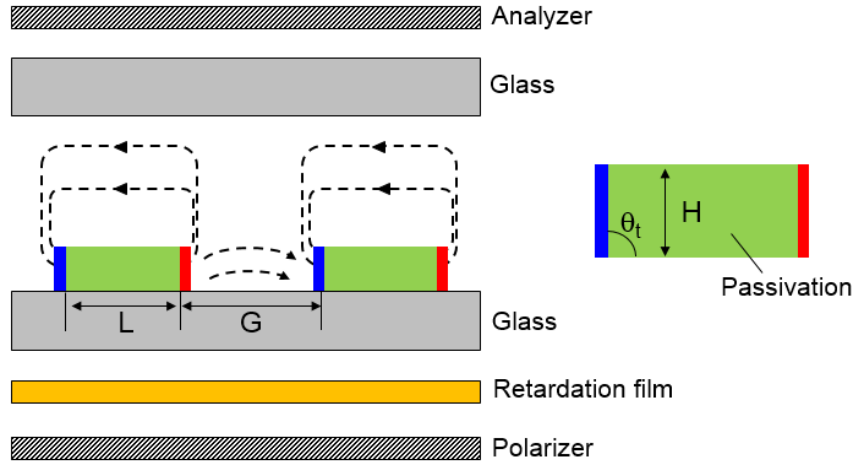 Analyzer
Glass
H
θt
Passivation
L
G
Glass
Retardation film
Polarizer